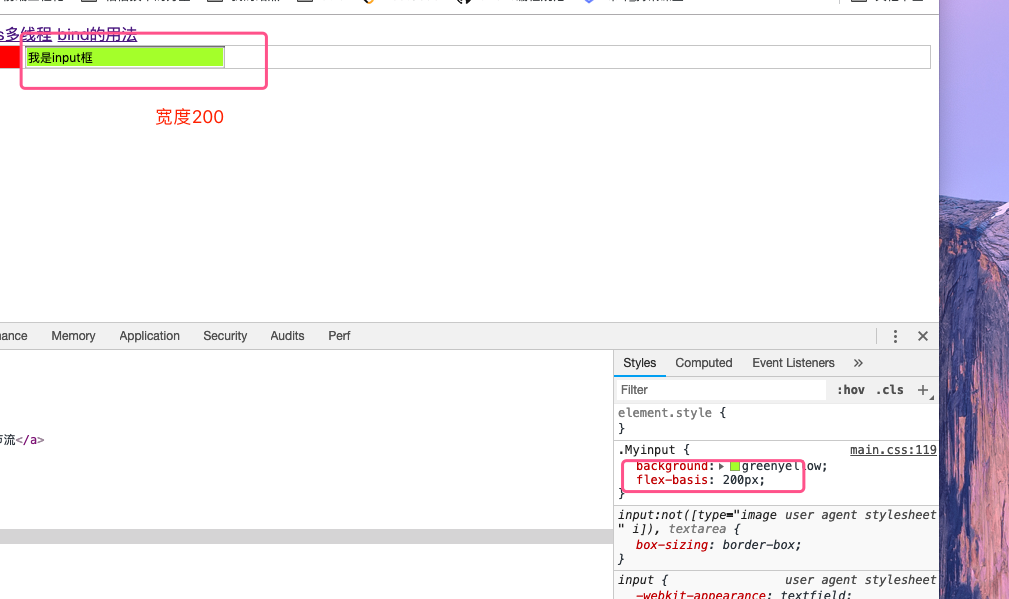 s多线程 bind的用法
我是input框
宽度200
ance Memory Application Security Audits Perf
Styles Computed Event Listeners »
Filter :hov .cls +
element.style {
}
节流</a>
.Myinput { main.css:119
background: greenyellow;
flex-basis: 200px;
}
input:not([type="image user agent stylesheet
" i]), textarea {
box-sizing: border-box;
}
input { user agent stylesheet
-webkit-appearance: textfield;